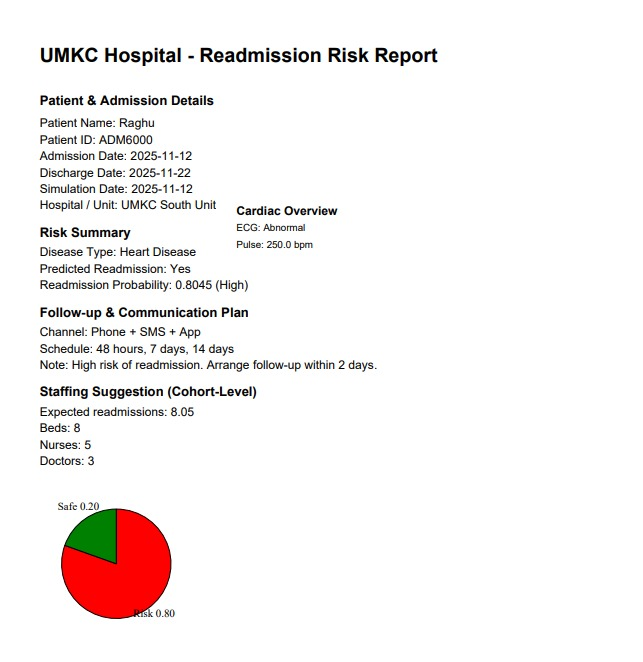 UMKC Hospital - Readmission Risk Report
Patient & Admission Details
Patient Name: Raghu
Patient ID: ADM6000
Admission Date: 2025-11-12
Discharge Date: 2025-11-22
Simulation Date: 2025-11-12
Hospital / Unit: UMKC South Unit
Cardiac Overview
ECG: Abnormal
Pulse: 250.0 bpm
Risk Summary
Disease Type: Heart Disease
Predicted Readmission: Yes
Readmission Probability: 0.8045 (High)
Follow-up & Communication Plan
Channel: Phone + SMS + App
Schedule: 48 hours, 7 days, 14 days
Note: High risk of readmission. Arrange follow-up within 2 days.
Staffing Suggestion (Cohort-Level)
Expected readmissions: 8.05
Beds: 8
Nurses: 5
Doctors: 3
Safe 0.20
Risk 0.80